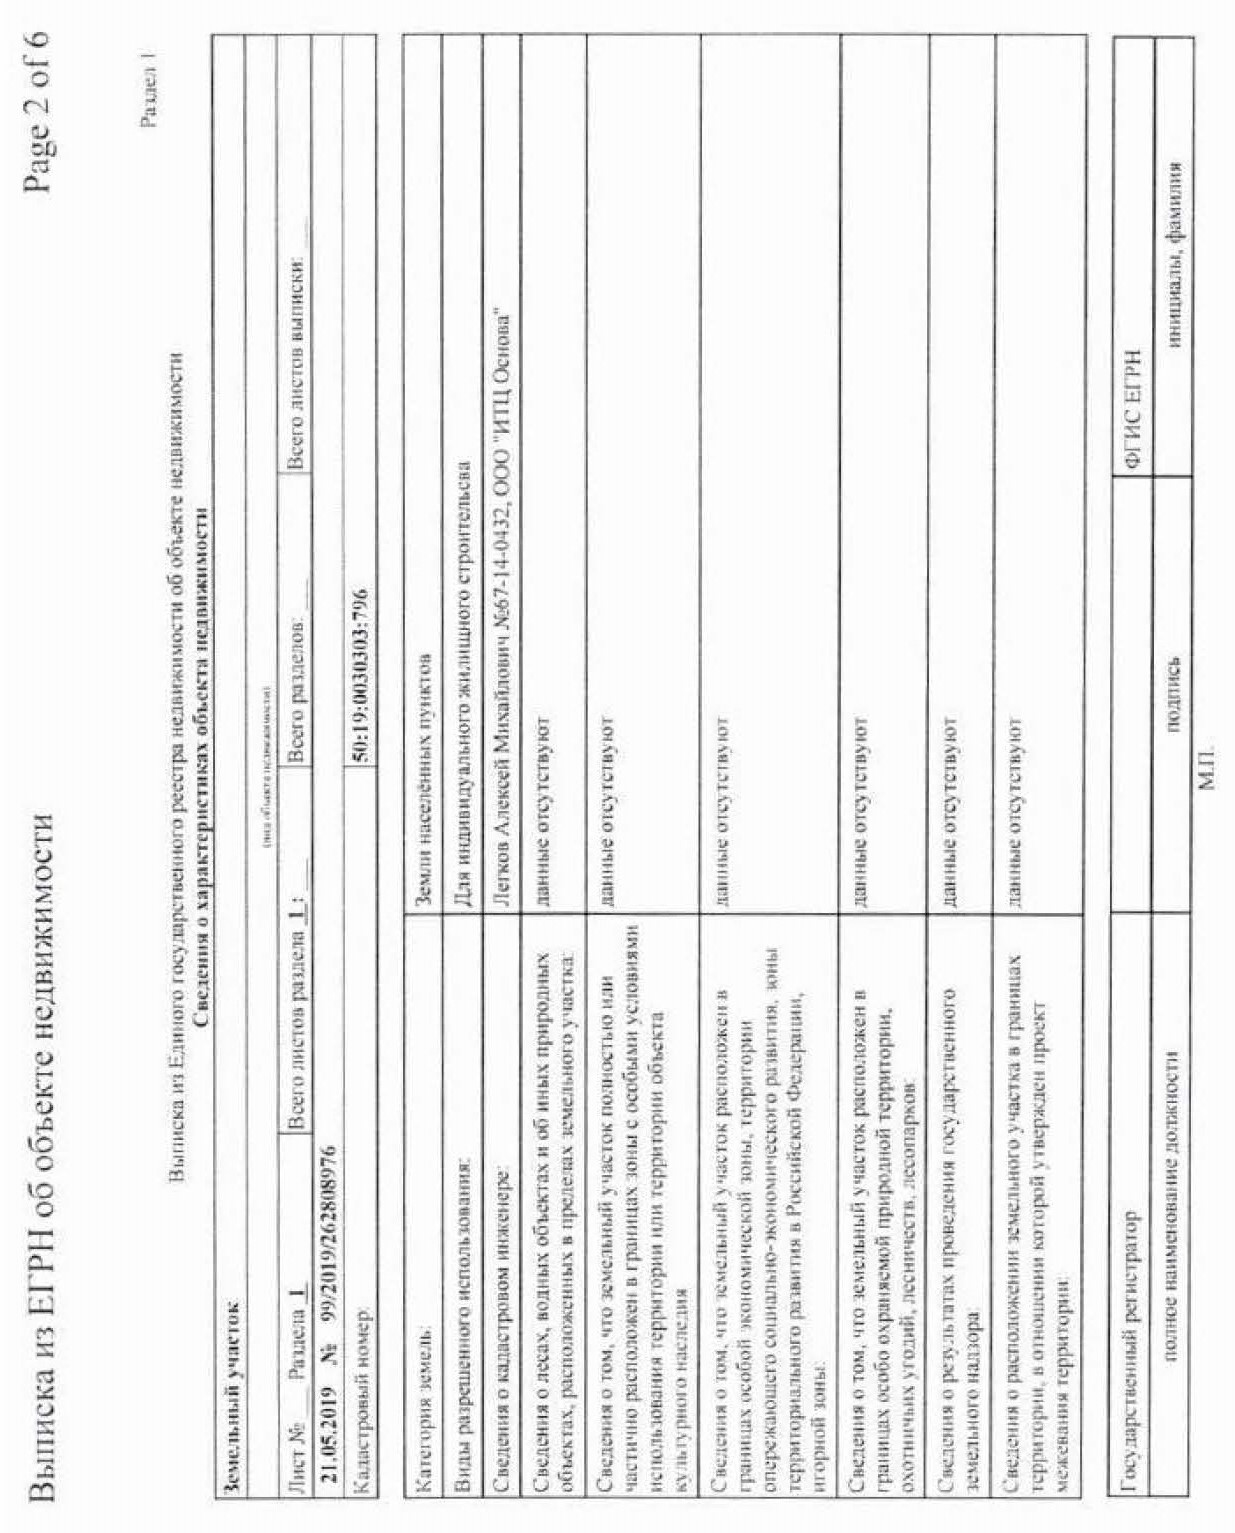 Выписка из ЕГРН об объекте недвижимости Page 2 of 6
Раздел 1
Выписка из Единого государственного реестра недвижимости об объекте недвижимости
Сведения о характеристиках объекта недвижимости
Земельный участок
(вид объекта недвижимости)
Лист № ___ Раздела 1 Всего листов раздела 1 : ___ Всего разделов: ___ Всего листов выписки: ___
21.05.2019 № 99/2019/262808976
Кадастровый номер: 50:19:0030303:796
Категория земель: Земли населённых пунктов
Виды разрешенного использования: Для индивидуального жилищного строительсва
Сведения о кадастровом инженере: Легков Алексей Михайлович №67-14-0432, ООО "ИТЦ Основа"
Сведения о лесах, водных объектах и об иных природных данные отсутствуют
объектах, расположенных в пределах земельного участка:
Сведения о том, что земельный участок полностью или данные отсутствуют
частично расположен в границах зоны с особыми условиями
использования территории или территории объекта
культурного наследия
Сведения о том, что земельный участок расположен в данные отсутствуют
границах особой экономической зоны, территории
опережающего социально-экономического развития, зоны
территориального развития в Российской Федерации,
игорной зоны:
Сведения о том, что земельный участок расположен в данные отсутствуют
границах особо охраняемой природной территории,
охотничьих угодий, лесничеств, лесопарков:
Сведения о результатах проведения государственного данные отсутствуют
земельного надзора:
Сведения о расположении земельного участка в границах данные отсутствуют
территории, в отношении которой утвержден проект
межевания территории:
Государственный регистратор ФГИС ЕГРН
полное наименование должности подпись инициалы, фамилия
М.П.